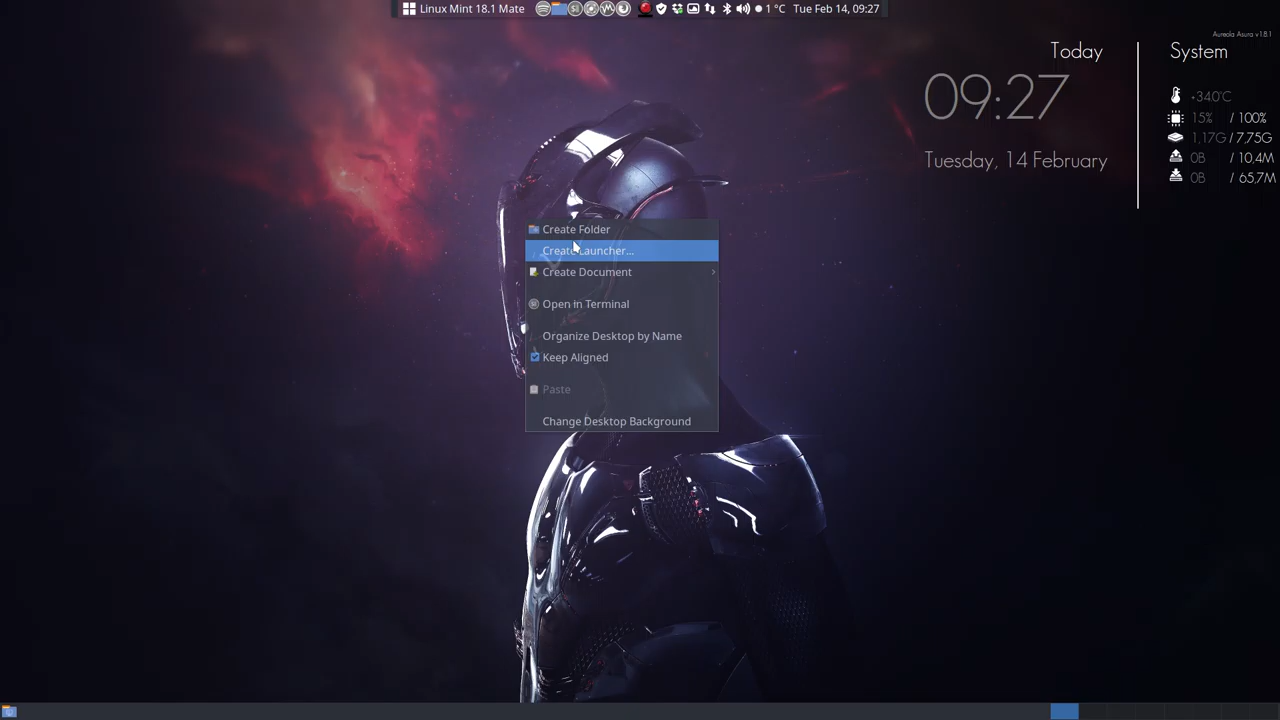 Linux Mint 18.1 Mate
1 °C
Tue Feb 14, 09:27
Aureola Asura v18.1
Today
System
09:27
Tuesday, 14 February
+34.0°C
15% / 100%
1,17G / 7,75G
0B / 10,4M
0B / 65,7M
Create Folder
Create Launcher...
Create Document
Open in Terminal
Organize Desktop by Name
Keep Aligned
Paste
Change Desktop Background